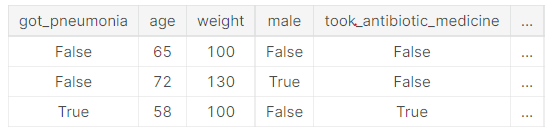 got_pneumonia age weight male took_antibiotic_medicine ...
False 65 100 False False ...
False 72 130 True False ...
True 58 100 False True ...